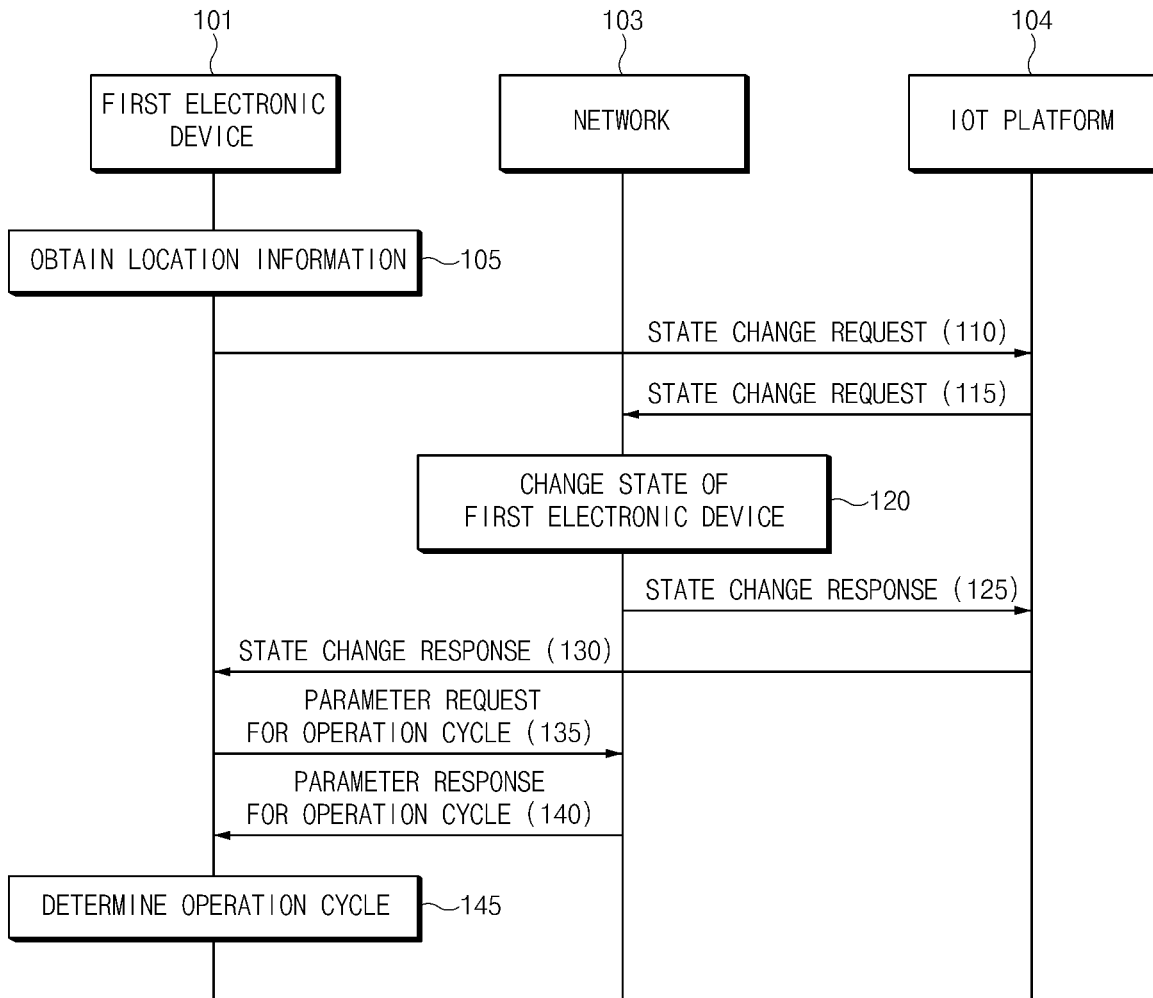 101
103
104
FIRST ELECTRONIC
DEVICE
NETWORK
IOT PLATFORM
OBTAIN LOCATION INFORMATION
105
STATE CHANGE REQUEST (110)
STATE CHANGE REQUEST (115)
CHANGE STATE OF
FIRST ELECTRONIC DEVICE
120
STATE CHANGE RESPONSE (125)
STATE CHANGE RESPONSE (130)
PARAMETER REQUEST
FOR OPERATION CYCLE (135)
PARAMETER RESPONSE
FOR OPERATION CYCLE (140)
DETERMINE OPERATION CYCLE
145